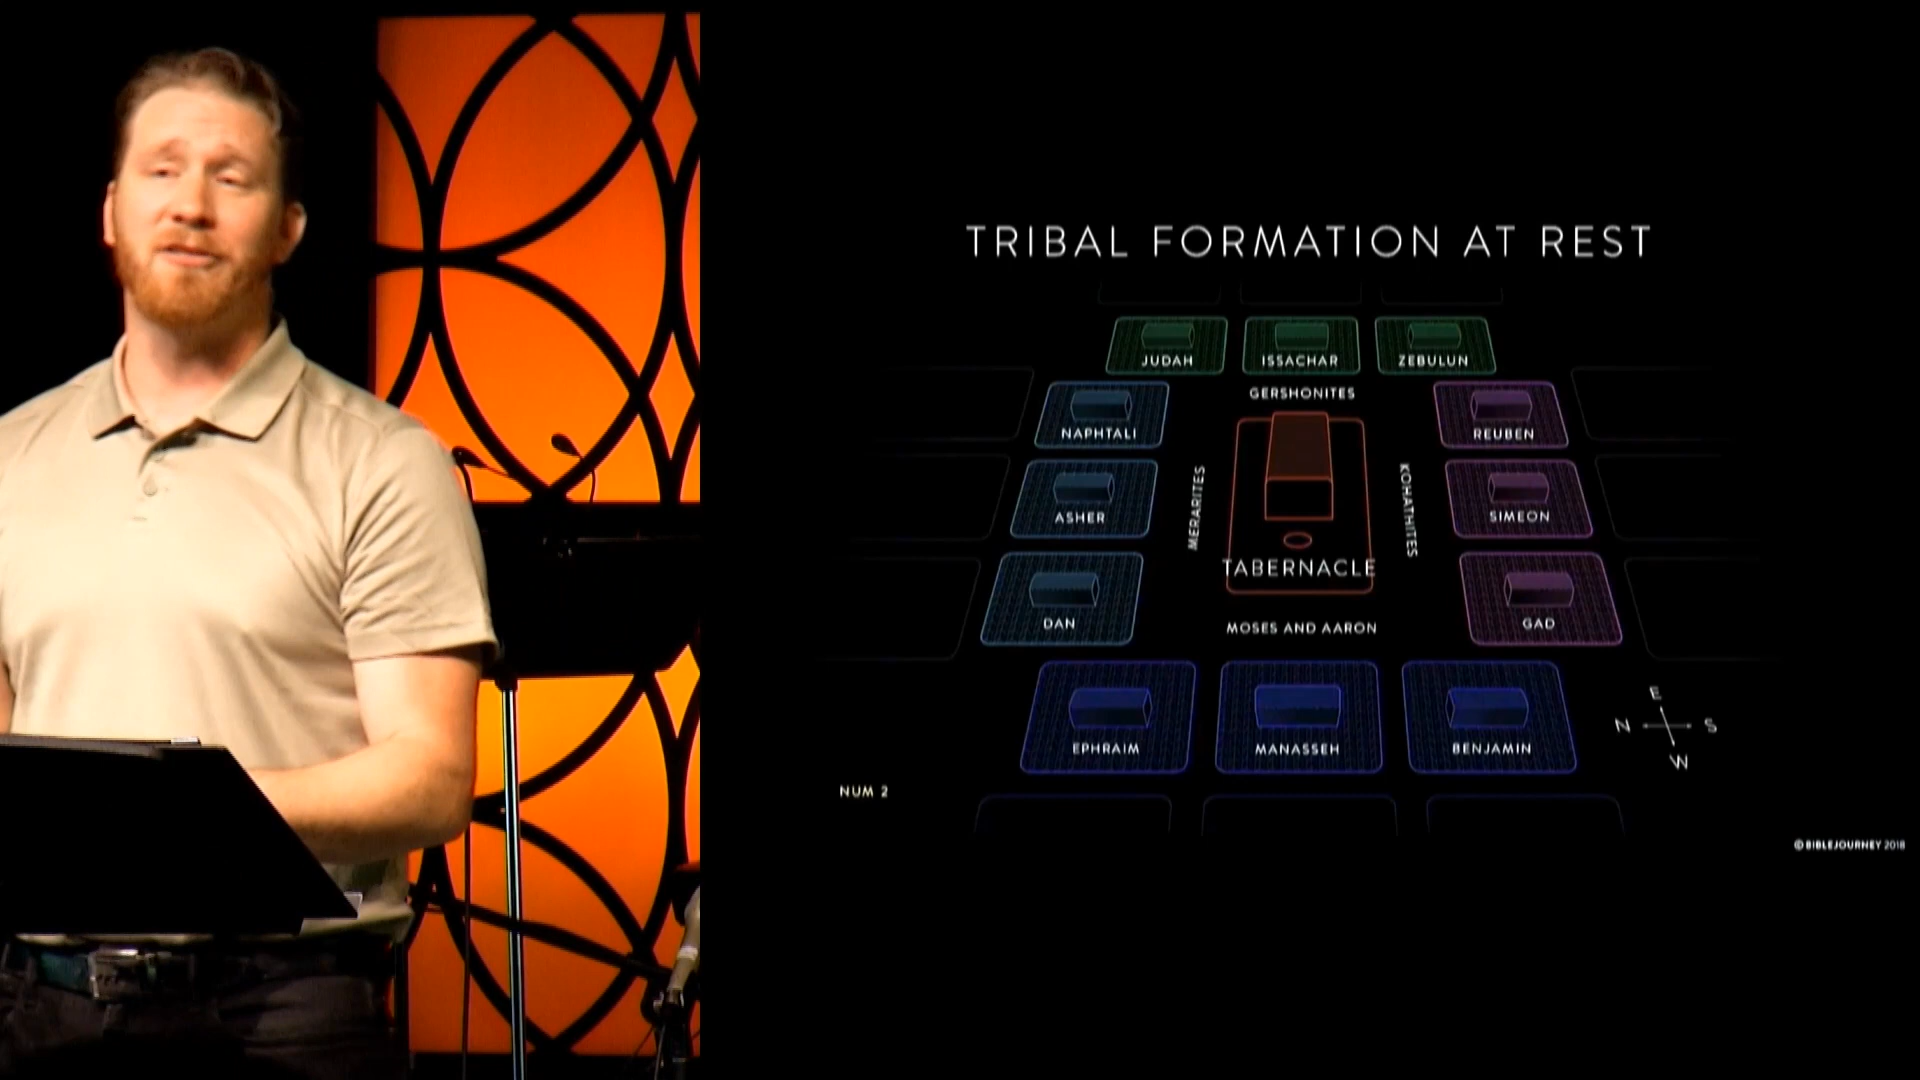 TRIBAL FORMATION AT REST
JUDAH
ISSACHAR
ZEBULUN
GERSHONITES
NAPHTALI
REUBEN
MERARITES
KOHATHITES
ASHER
SIMEON
TABERNACLE
DAN
GAD
MOSES AND AARON
EPHRAIM
MANASSEH
BENJAMIN
E
N
S
W
NUM 2
© BIBLEJOURNEY 2018